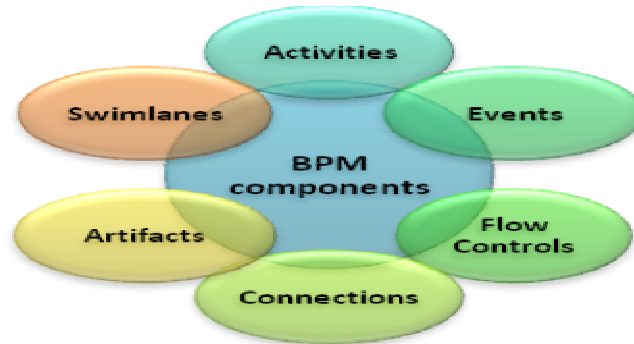 Activities
Swimlanes
Events
BPM
components
Artifacts
Flow
Controls
Connections